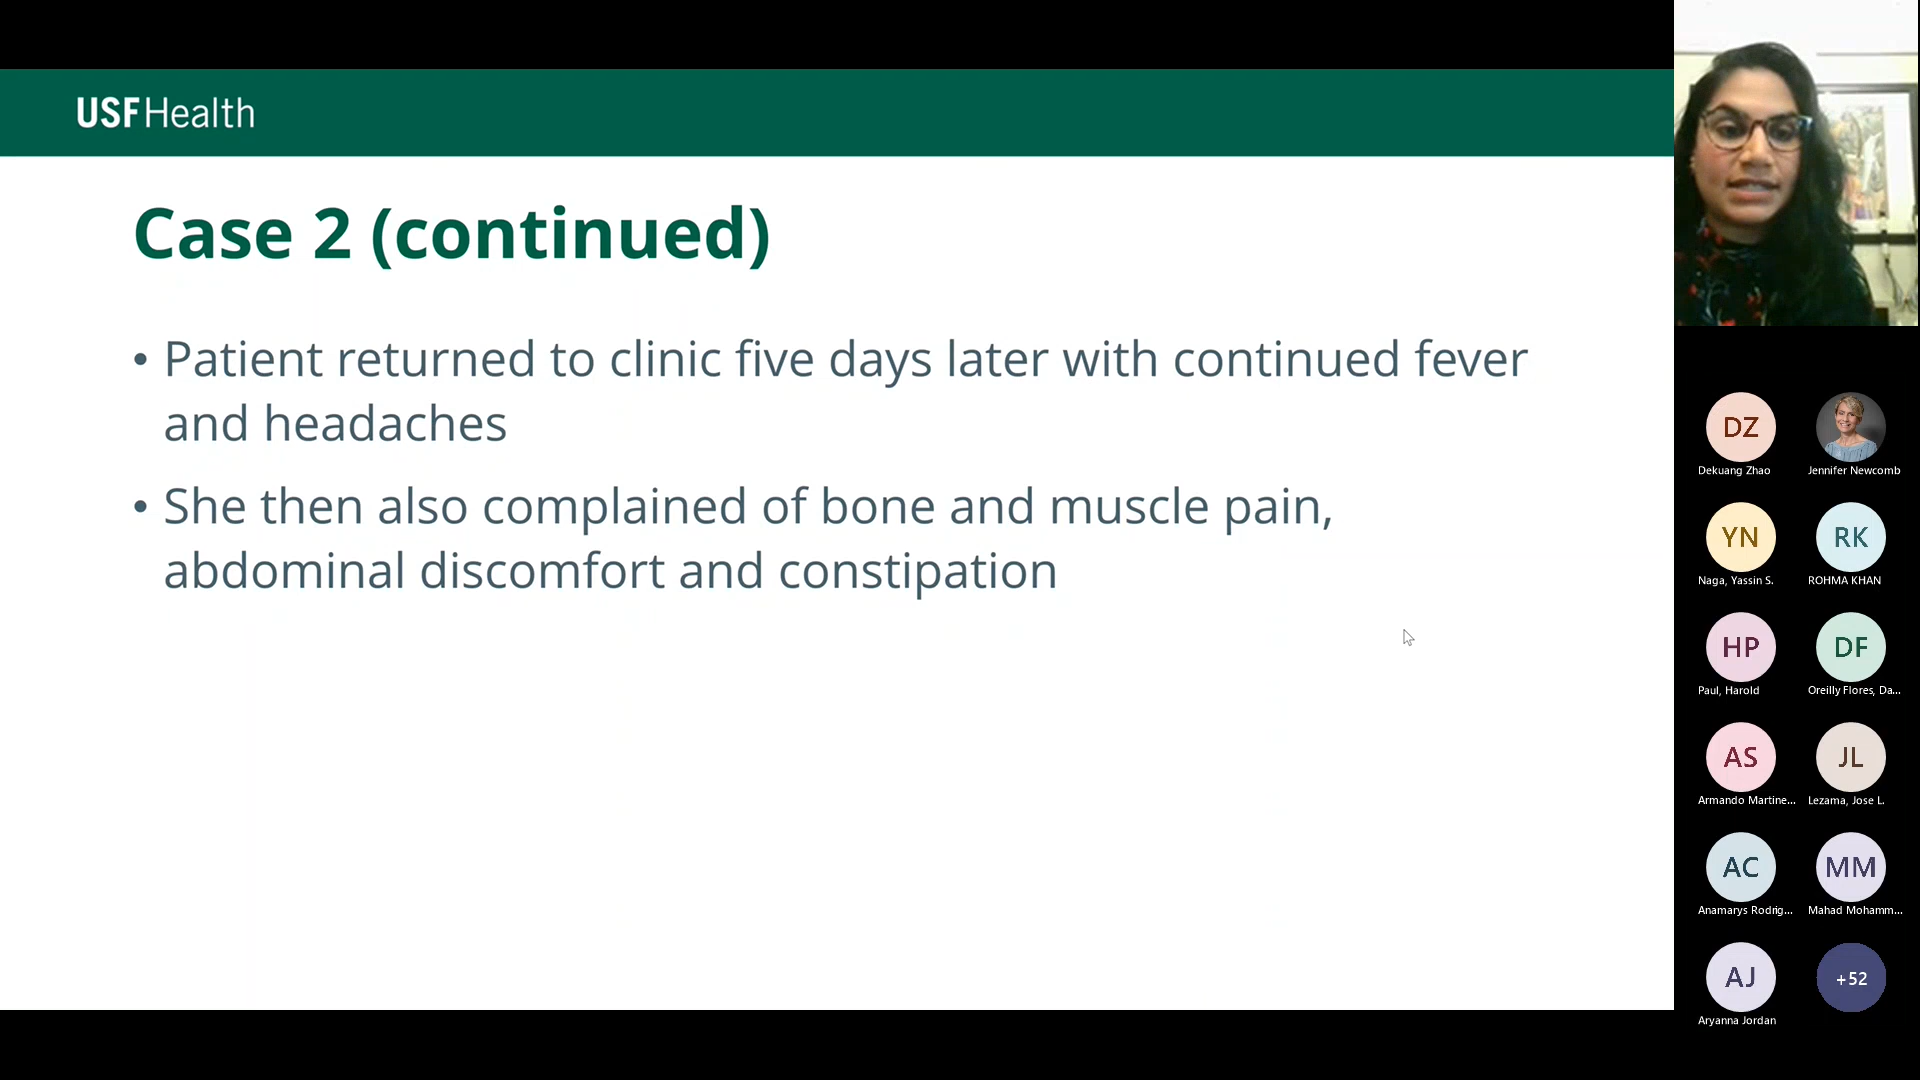 USFHealth
Case 2 (continued)
• Patient returned to clinic five days later with continued fever
and headaches
• She then also complained of bone and muscle pain,
abdominal discomfort and constipation
DZ
Dekuang Zhao
Jennifer Newcomb
YN
Naga, Yassin S.
RK
ROHMA KHAN
HP
Paul, Harold
DF
Oreilly Flores, Da...
AS
Armando Martine...
JL
Lezama, Jose L.
AC
Anamarys Rodrig...
MM
Mahad Mohamm...
AJ
Aryanna Jordan
+52